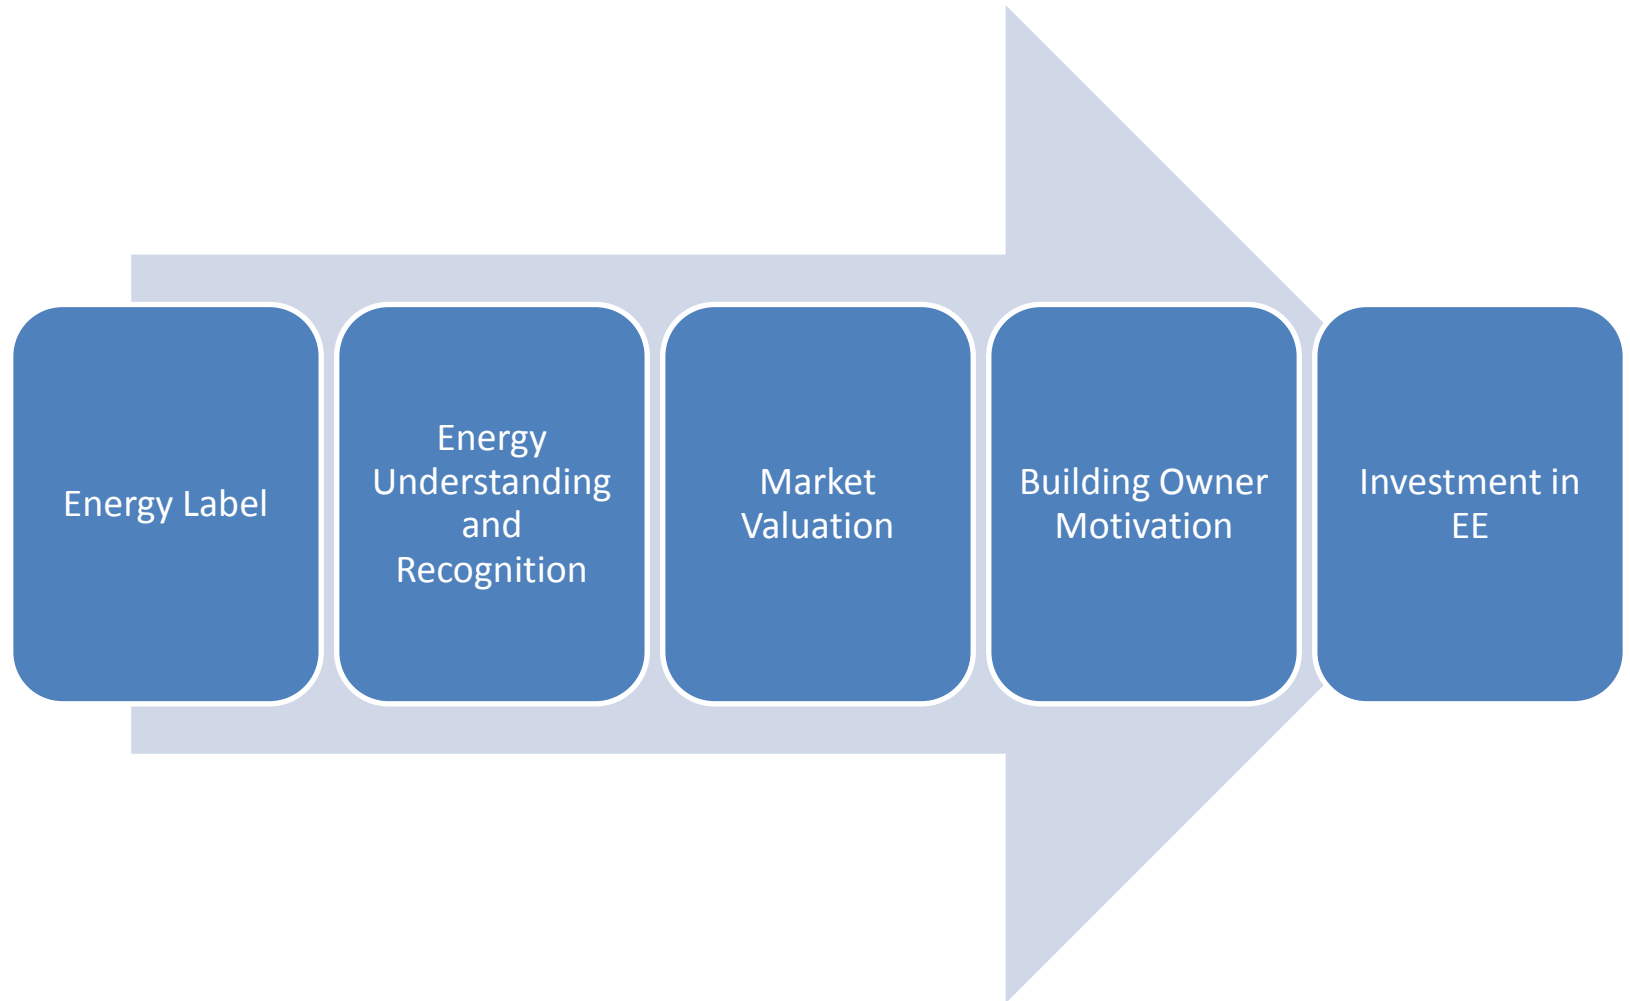 Energy Label
Energy
Understanding
and
Recognition
Market
Valuation
Building Owner
Motivation
Investment in
EE